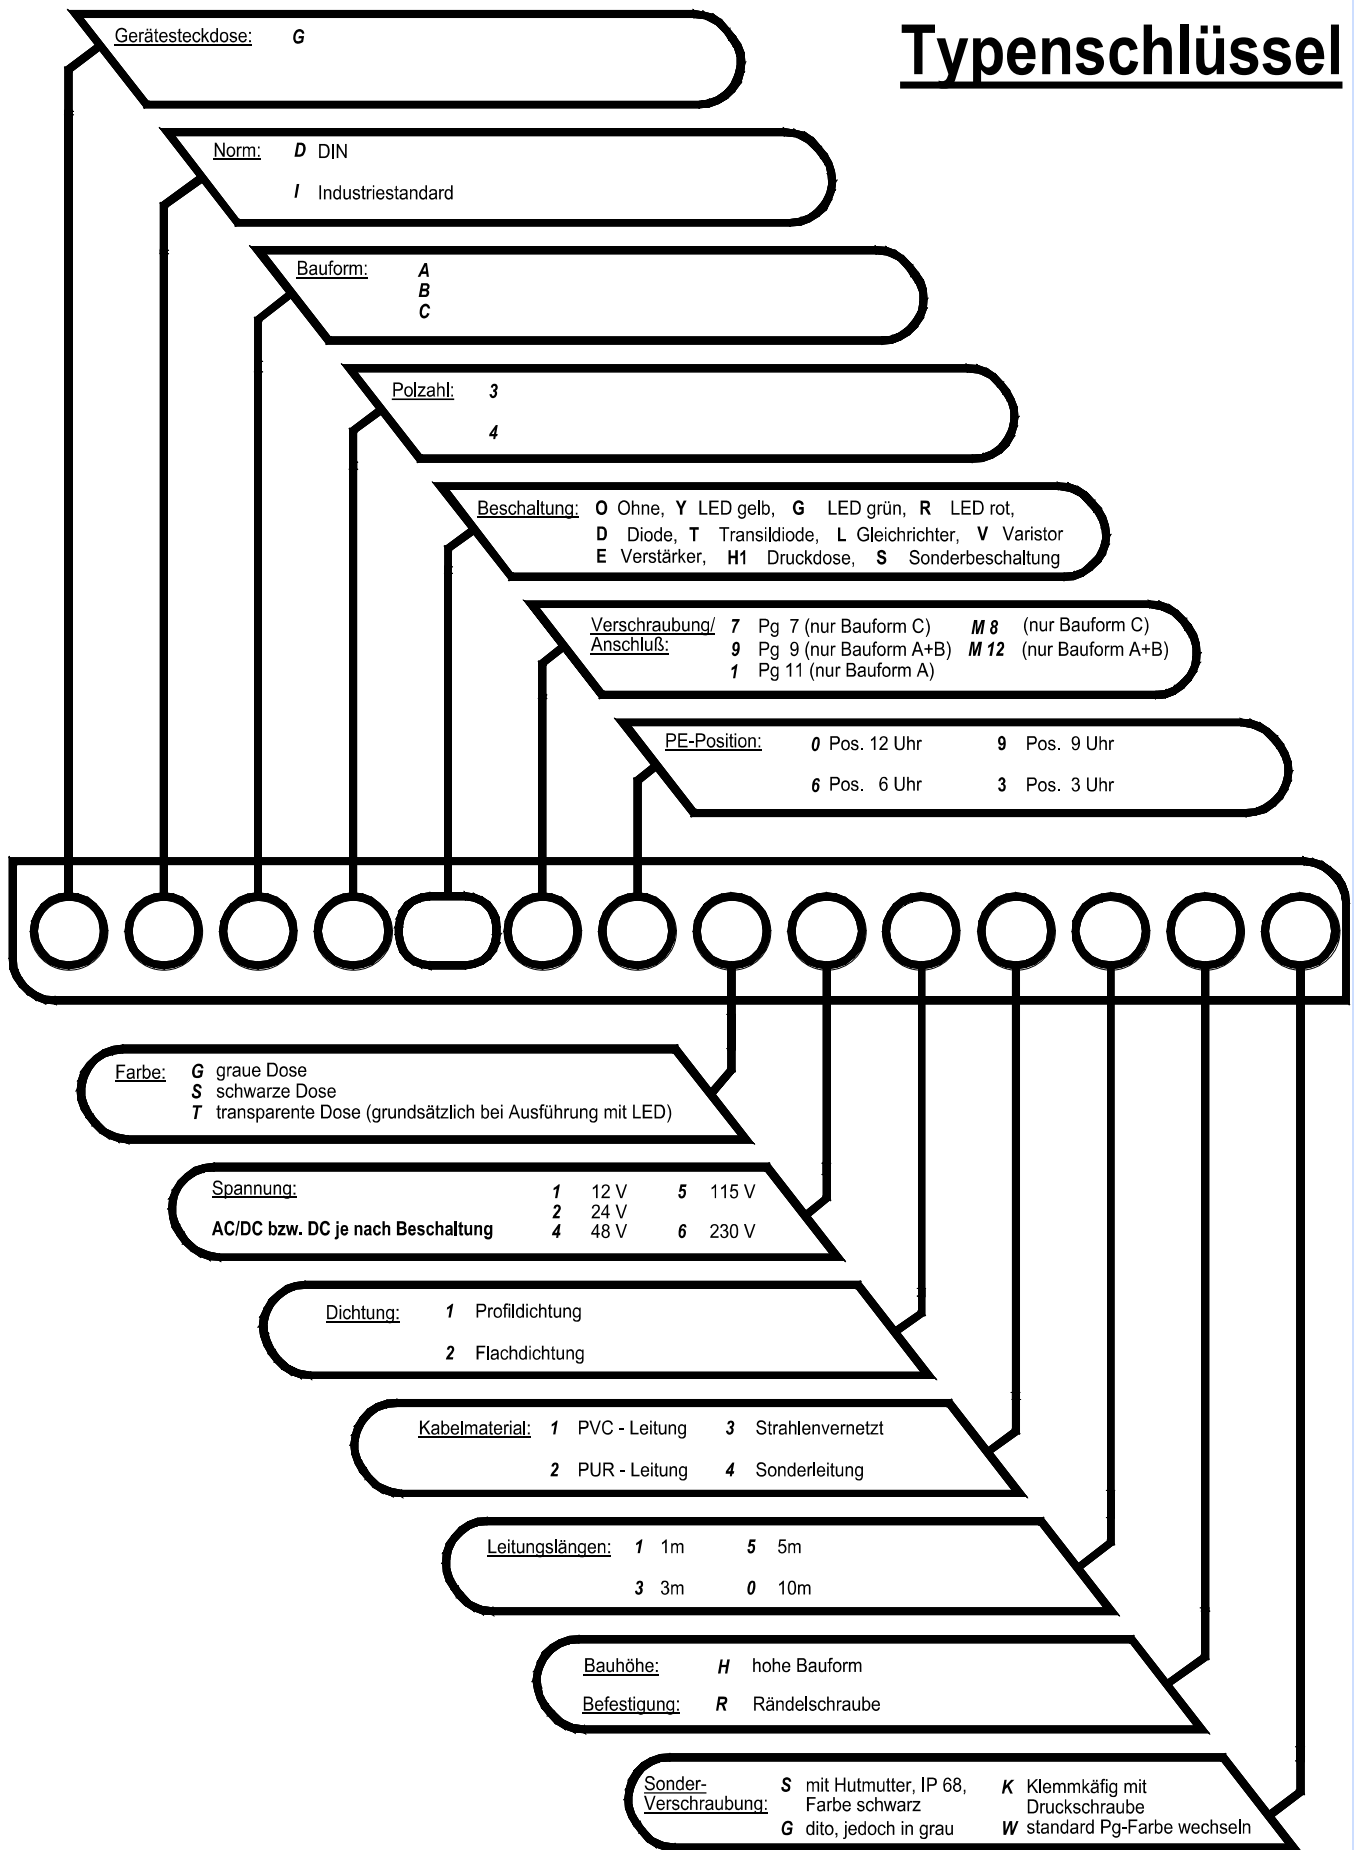 Typenschlüssel
Gerätesteckdose: G
Norm: D DIN
I Industriestandard
Bauform: A
B
C
Polzahl: 3
4
Beschaltung: O Ohne, Y LED gelb, G LED grün, R LED rot,
D Diode, T Transildiode, L Gleichrichter, V Varistor
E Verstärker, H1 Druckdose, S Sonderbeschaltung
Verschraubung/ 7 Pg 7 (nur Bauform C) M 8 (nur Bauform C)
Anschluß: 9 Pg 9 (nur Bauform A+B) M 12 (nur Bauform A+B)
1 Pg 11 (nur Bauform A)
PE-Position: 0 Pos. 12 Uhr 9 Pos. 9 Uhr
6 Pos. 6 Uhr 3 Pos. 3 Uhr
Farbe: G graue Dose
S schwarze Dose
T transparente Dose (grundsätzlich bei Ausführung mit LED)
Spannung: 1 12 V 5 115 V
2 24 V
AC/DC bzw. DC je nach Beschaltung 4 48 V 6 230 V
Dichtung: 1 Profildichtung
2 Flachdichtung
Kabelmaterial: 1 PVC - Leitung 3 Strahlenvernetzt
2 PUR - Leitung 4 Sonderleitung
Leitungslängen: 1 1m 5 5m
3 3m 0 10m
Bauhöhe: H hohe Bauform
Befestigung: R Rändelschraube
Sonder- S mit Hutmutter, IP 68, K Klemmkäfig mit
Verschraubung: Farbe schwarz Druckschraube
G dito, jedoch in grau W standard Pg-Farbe wechseln